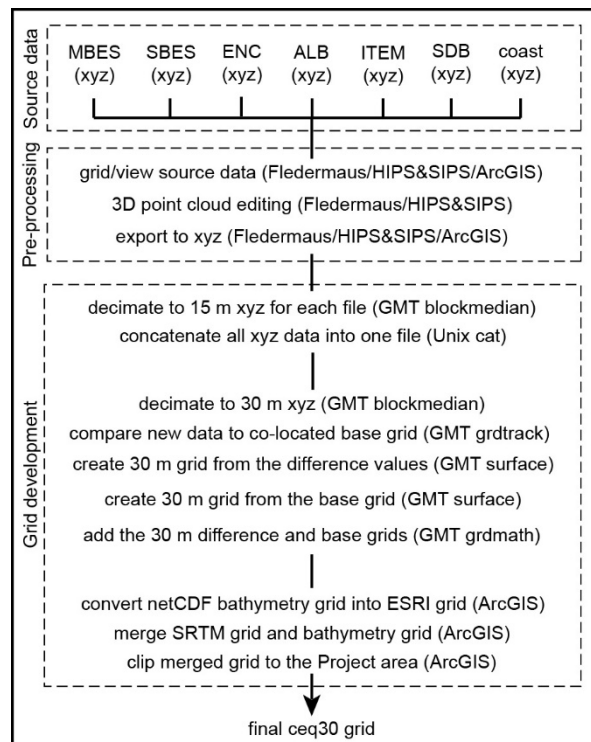 Source data
MBES SBES ENC ALB ITEM SDB coast
(xyz) (xyz) (xyz) (xyz) (xyz) (xyz) (xyz)
Pre-processing
grid/view source data (Fledermaus/HIPS&SIPS/ArcGIS)
3D point cloud editing (Fledermaus/HIPS&SIPS)
export to xyz (Fledermaus/HIPS&SIPS/ArcGIS)
Grid development
decimate to 15 m xyz for each file (GMT blockmedian)
concatenate all xyz data into one file (Unix cat)
decimate to 30 m xyz (GMT blockmedian)
compare new data to co-located base grid (GMT grdtrack)
create 30 m grid from the difference values (GMT surface)
create 30 m grid from the base grid (GMT surface)
add the 30 m difference and base grids (GMT grdmath)
convert netCDF bathymetry grid into ESRI grid (ArcGIS)
merge SRTM grid and bathymetry grid (ArcGIS)
clip merged grid to the Project area (ArcGIS)
final ceq30 grid